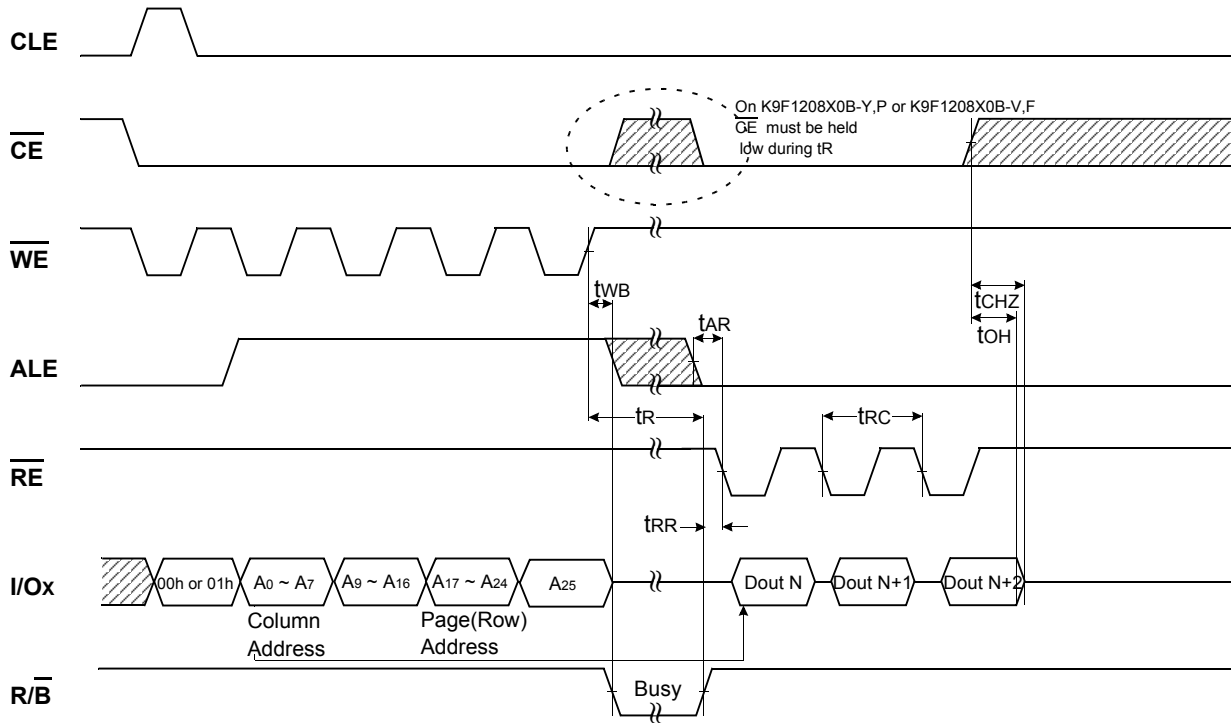 CLE
On K9F1208X0B-Y,P or K9F1208X0B-V,F
CE must be held
low during tR
CE
WE
tWB
tCHZ
tAR
tOH
ALE
tR
tRC
RE
tRR
I/Ox
00h or 01h
A0 ~ A7
A9 ~ A16
A17 ~ A24
A25
Dout N
Dout N+1
Dout N+2
Column
Address
Page(Row)
Address
R/B
Busy